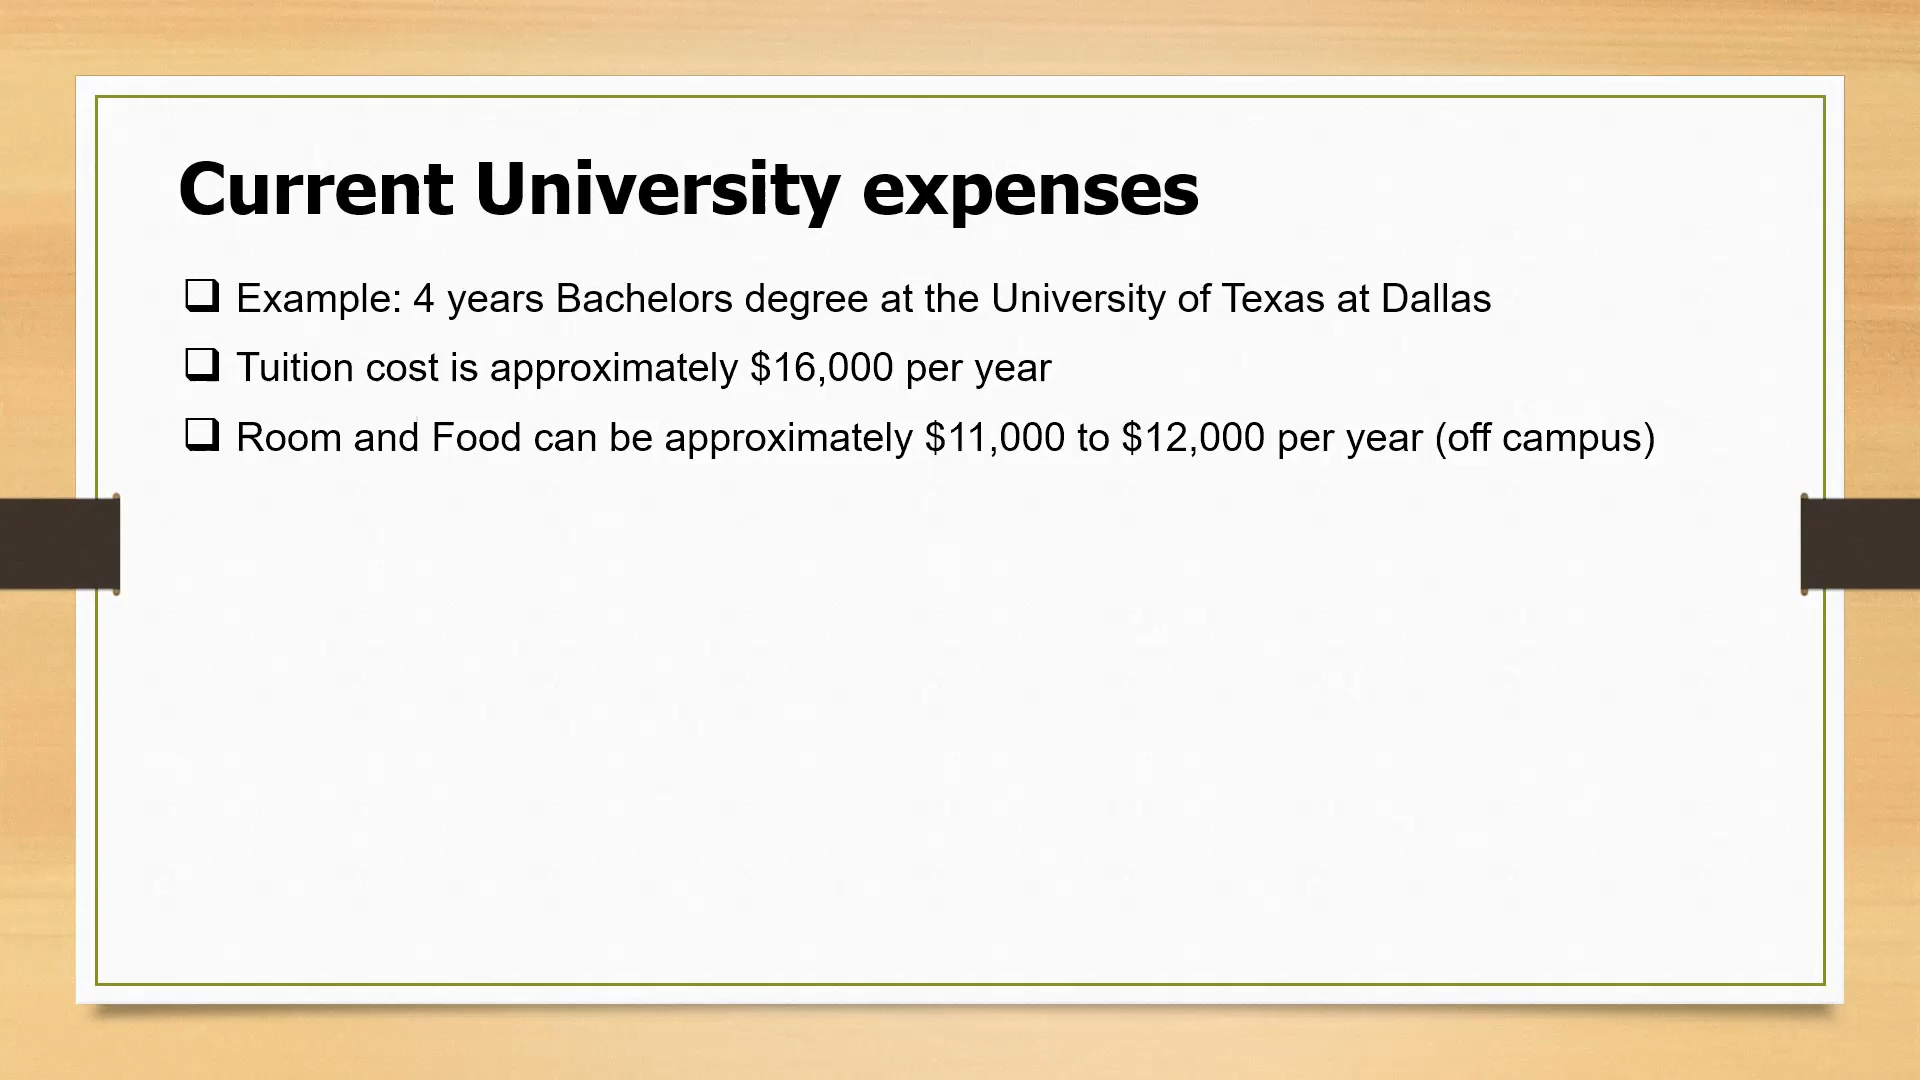 Current University expenses
Example: 4 years Bachelors degree at the University of Texas at Dallas
Tuition cost is approximately $16,000 per year
Room and Food can be approximately $11,000 to $12,000 per year (off campus)